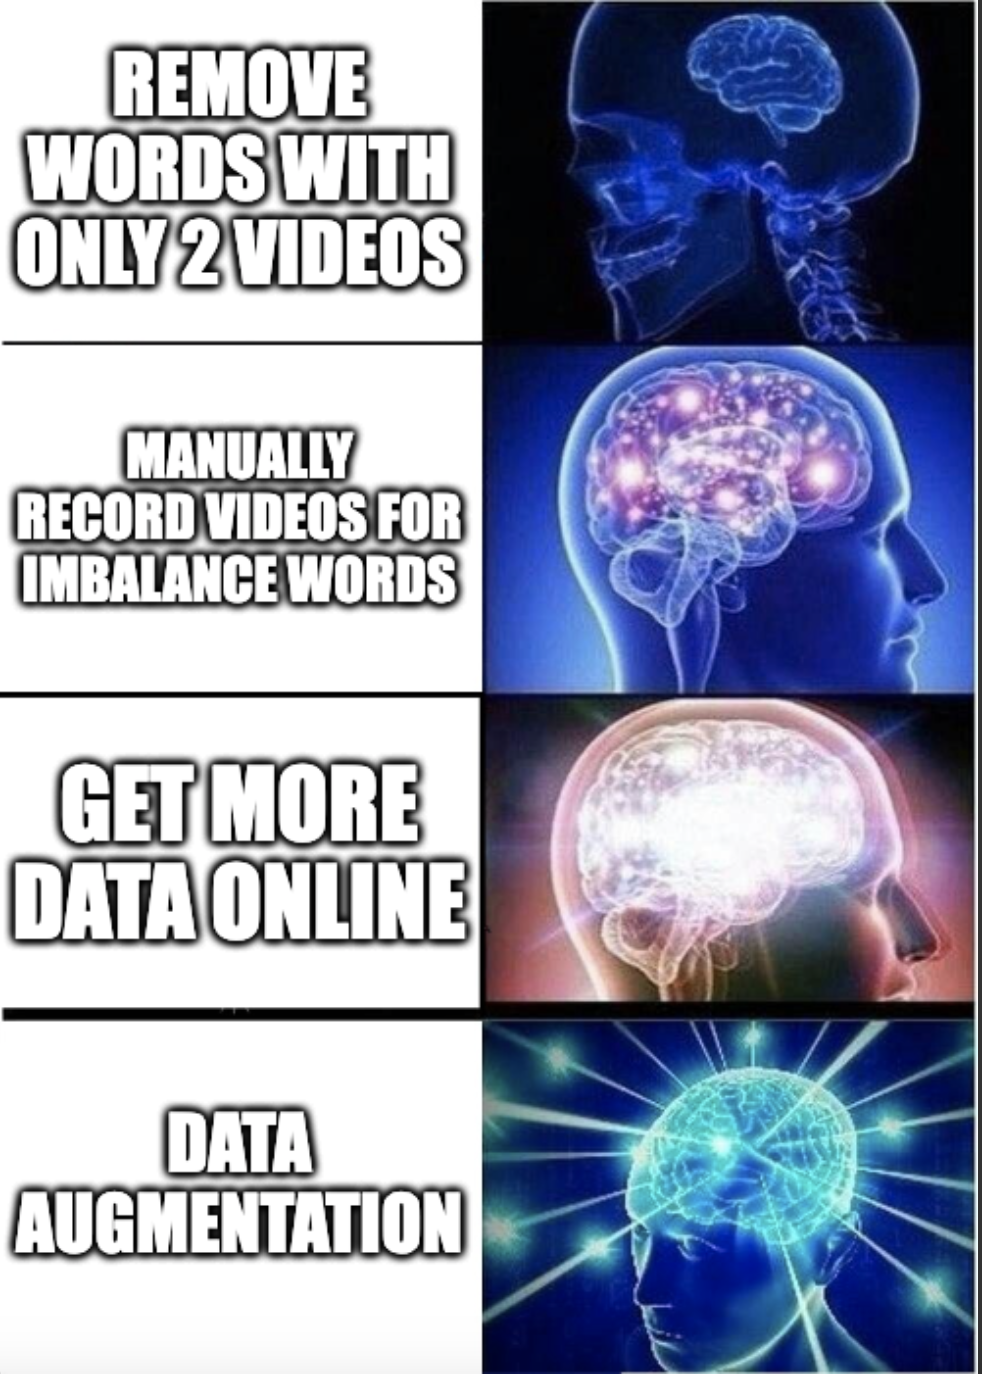 REMOVE
WORDS WITH
ONLY 2 VIDEOS
MANUALLY
RECORD VIDEOS FOR
IMBALANCE WORDS
GET MORE
DATA ONLINE
DATA
AUGMENTATION